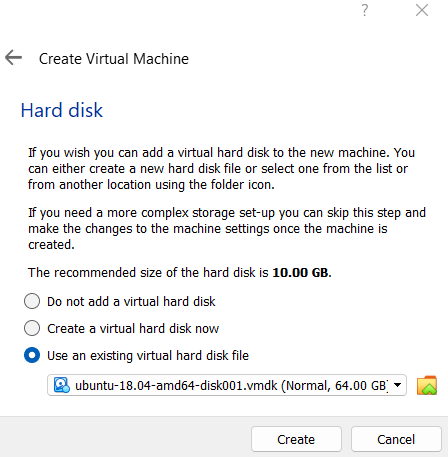 ?
Create Virtual Machine
Hard disk
If you wish you can add a virtual hard disk to the new machine. You
can either create a new hard disk file or select one from the list or
from another location using the folder icon.
If you need a more complex storage set-up you can skip this step and
make the changes to the machine settings once the machine is
created.
The recommended size of the hard disk is 10.00 GB.
Do not add a virtual hard disk
Create a virtual hard disk now
Use an existing virtual hard disk file
ubuntu-18.04-amd64-disk001.vmdk (Normal, 64.00 GB)
Create Cancel